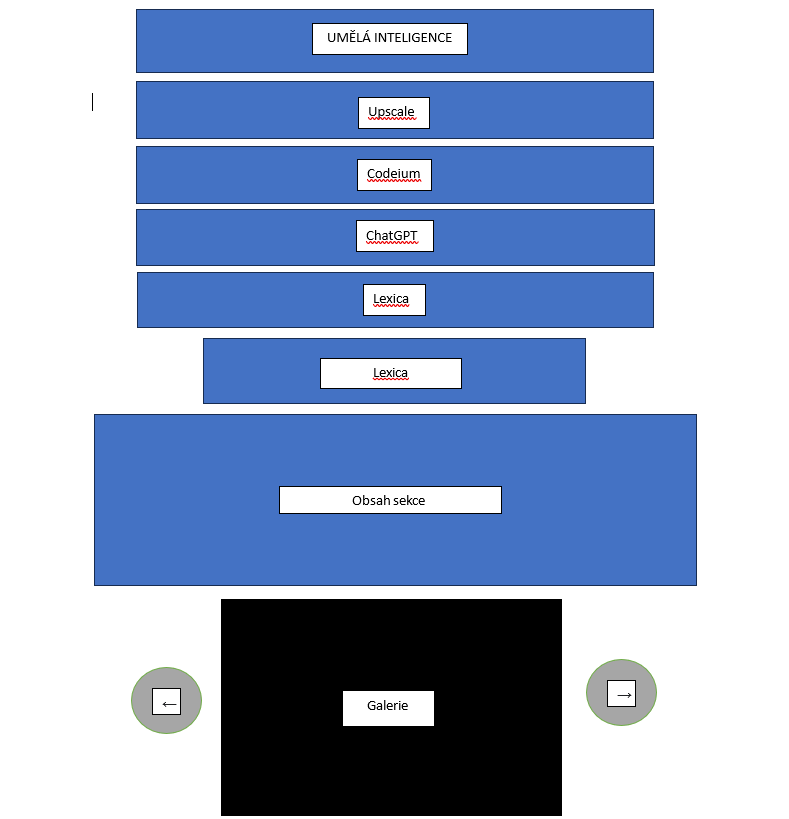 UMĚLÁ INTELIGENCE
Upscale
Codeium
ChatGPT
Lexica
Lexica
Obsah sekce
← Galerie →